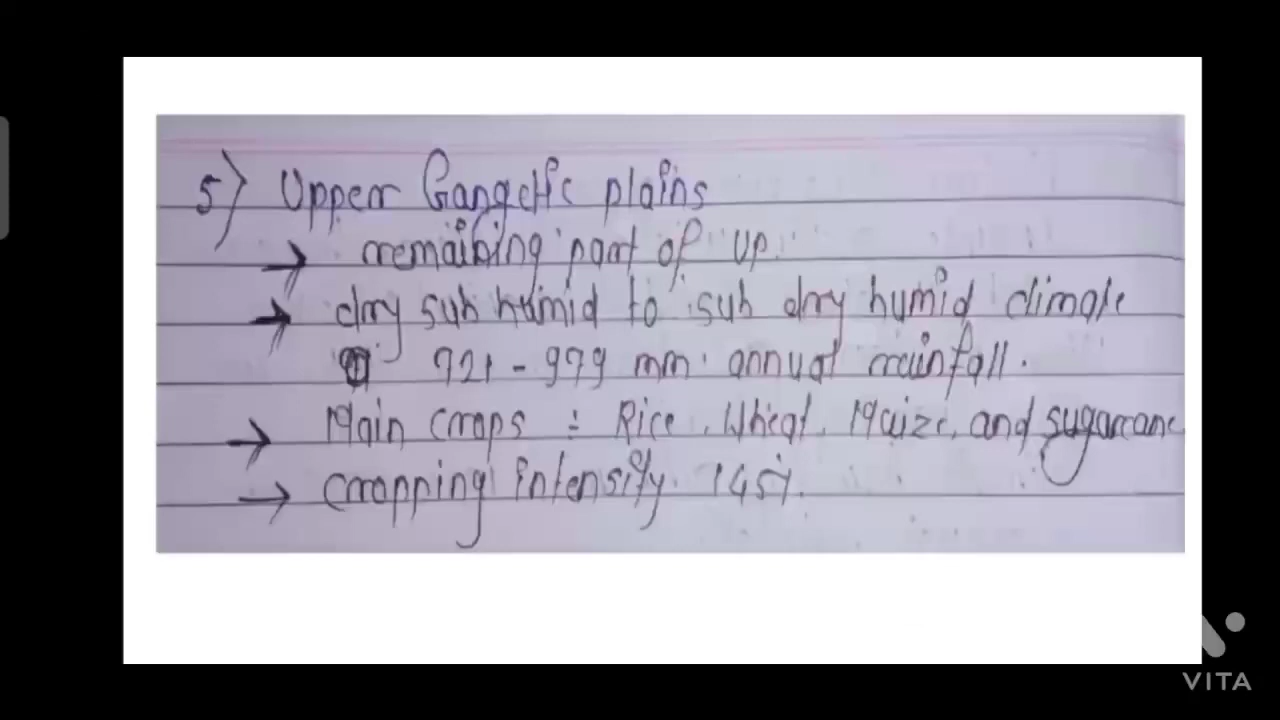 5) Upper Gangetic plains
→ remaining part of UP.
→ dry sub humid to sub dry humid climate
721 - 979 mm. annual rainfall.
→ Main crops ÷ Rice, Wheat, Maize, and sugarcane
→ cropping intensity. 145%.
VITA